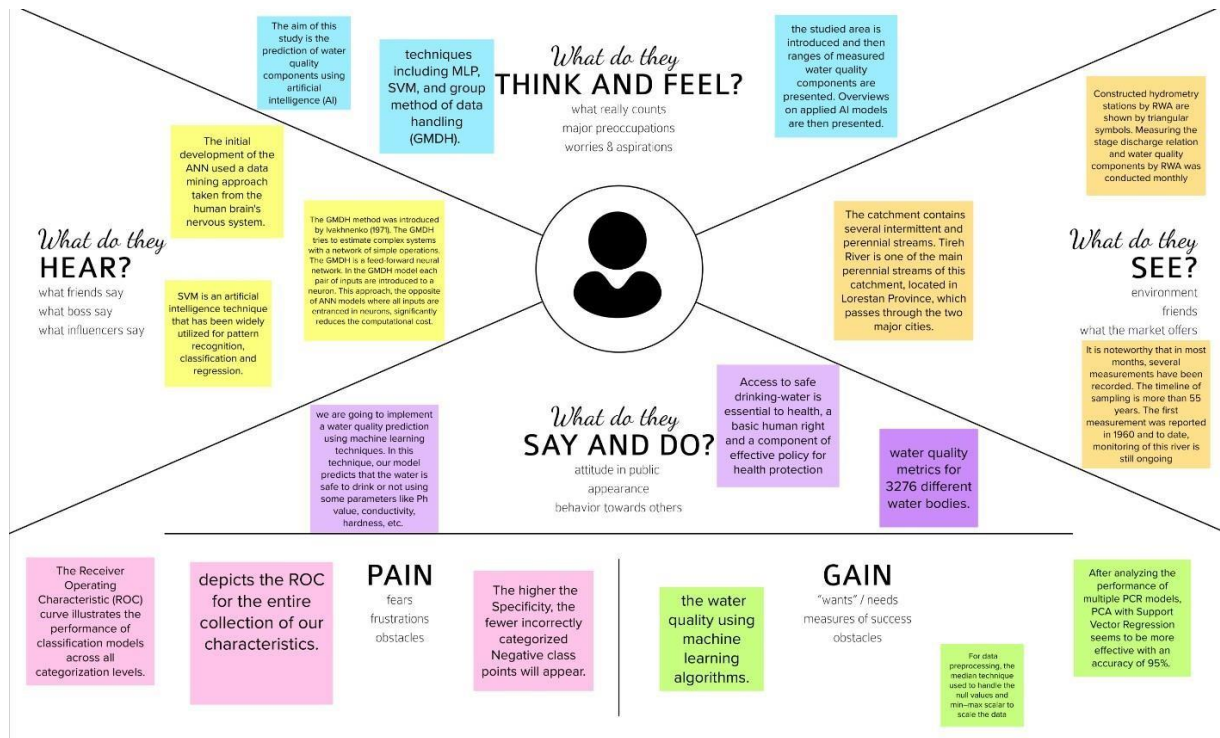 The aim of this
study is the
prediction of water
quality
components using
artificial
intelligence (AI)
techniques
including MLP,
SVM, and group
method of data
handling
(GMDH).
What do they
THINK AND FEEL?
what really counts
major preoccupations
worries & aspirations
the studied area is
introduced and then
ranges of measured
water quality
components are
presented. Overviews
on applied AI models
are then presented.
The initial
development of the
ANN used a data
mining approach
taken from the
human brain's
nervous system.
What do they
HEAR?
what friends say
what boss say
what influencers say
The GMDH method was introduced
by Ivakhnenko (1971). The GMDH
tries to estimate complex systems
with a network of simple operations.
The GMDH is a feed-forward neural
network. In the GMDH model each
pair of inputs are introduced to a
neuron. This approach, the opposite
of ANN models where all inputs are
entranced in neurons, significantly
reduces the computational cost.
SVM is an artificial
intelligence technique
that has been widely
utilized for pattern
recognition,
classification and
regression.
Constructed hydrometry
stations by RWA are
shown by triangular
symbols. Measuring the
stage discharge relation
and water quality
components by RWA was
conducted monthly
The catchment contains
several intermittent and
perennial streams. Tireh
River is one of the main
perennial streams of this
catchment, located in
Lorestan Province, which
passes through the two
major cities.
What do they
SEE?
environment
friends
what the market offers
It is noteworthy that in most
months, several
measurements have been
recorded. The timeline of
sampling is more than 55
years. The first
measurement was reported
in 1960 and to date,
monitoring of this river is
still ongoing
we are going to implement
a water quality prediction
using machine learning
techniques. In this
technique, our model
predicts that the water is
safe to drink or not using
some parameters like Ph
value, conductivity,
hardness, etc.
What do they
SAY AND DO?
attitude in public
appearance
behavior towards others
Access to safe
drinking-water is
essential to health, a
basic human right
and a component of
effective policy for
health protection
water quality
metrics for
3276 different
water bodies.
The Receiver
Operating
Characteristic (ROC)
curve illustrates the
performance of
classification models
across all
categorization levels.
depicts the ROC
for the entire
collection of our
characteristics.
PAIN
fears
frustrations
obstacles
The higher the
Specificity, the
fewer incorrectly
categorized
Negative class
points will appear.
the water
quality using
machine
learning
algorithms.
GAIN
"wants" / needs
measures of success
obstacles
For data
preprocessing, the
median technique
used to handle the
null values and
min–max scalar to
scale the data
After analyzing the
performance of
multiple PCR models,
PCA with Support
Vector Regression
seems to be more
effective with an
accuracy of 95%.